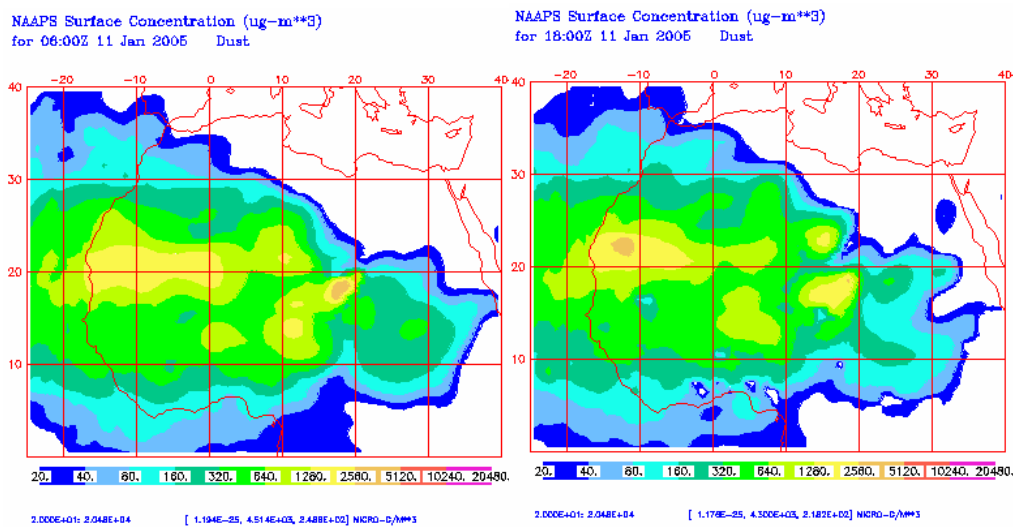 NAAPS Surface Concentration (ug-m**3)
for 06:00Z 11 Jan 2005 Dust
-20 -10 0 10 20 30 40
40
30
20
10
20. 40. 80. 160. 320. 640. 1280. 2560. 5120. 10240. 20480.
2.000E+01: 2.048E+04 [ 1.194E-25, 4.514E+03, 2.488E+02] MICRO-G/M**3
NAAPS Surface Concentration (ug-m**3)
for 18:00Z 11 Jan 2005 Dust
-20 -10 0 10 20 30 40
40
30
20
10
20. 40. 80. 160. 320. 640. 1280. 2560. 5120. 10240. 20480.
2.000E+01: 2.048E+04 [ 1.176E-25, 4.300E+03, 2.182E+02] MICRO-G/M**3